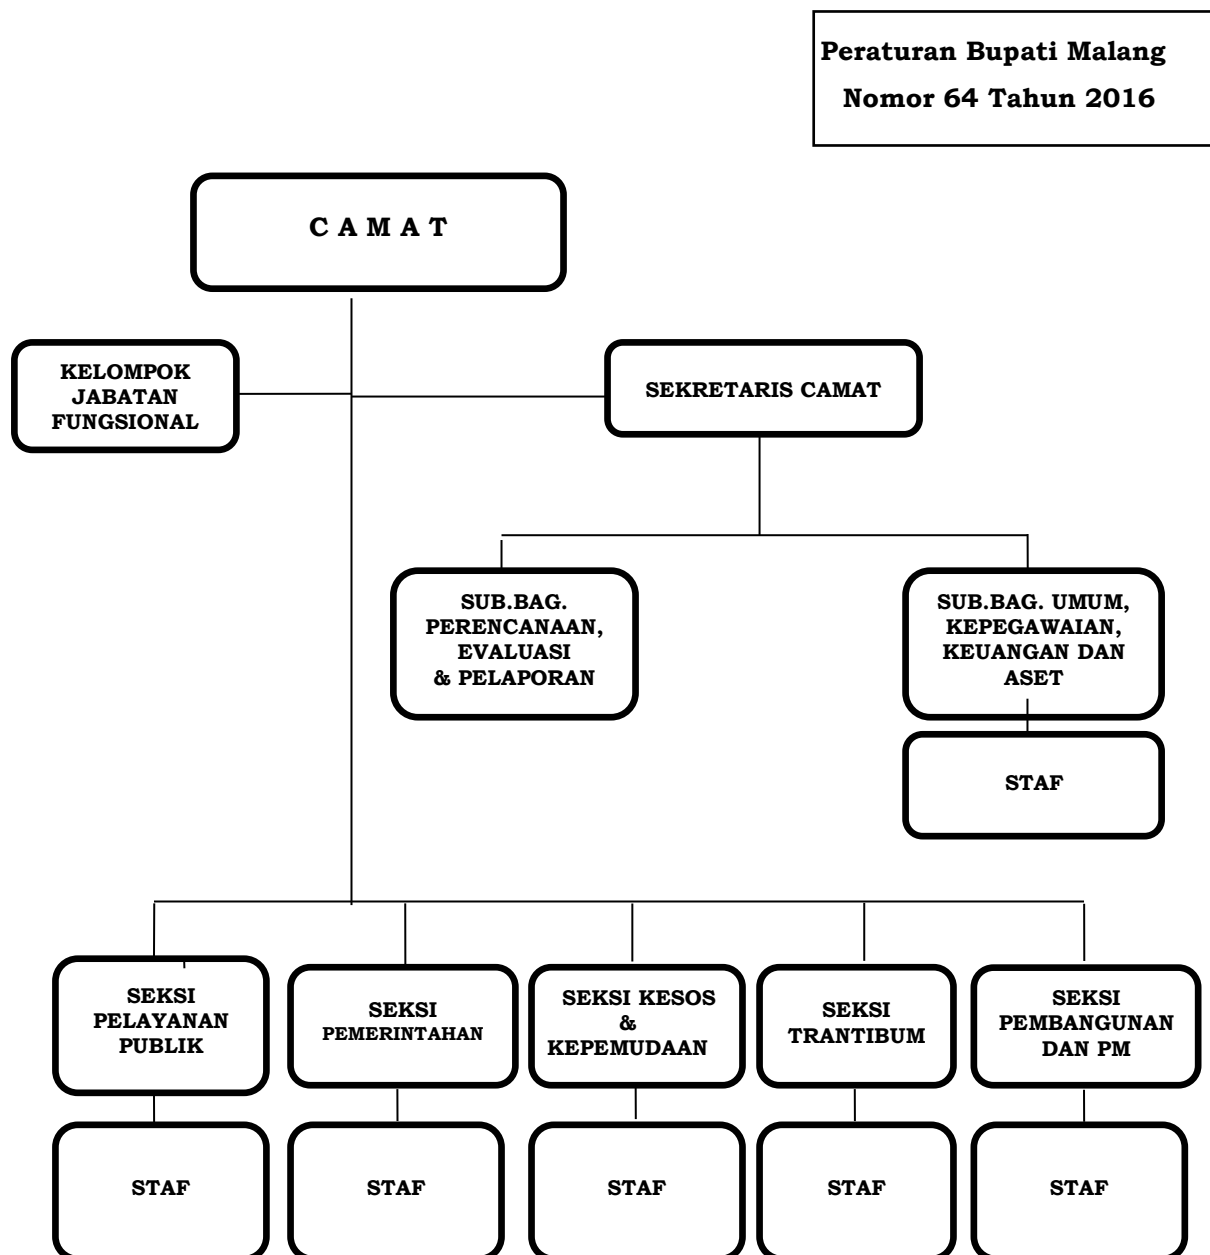 Peraturan Bupati Malang
Nomor 64 Tahun 2016
C A M A T
KELOMPOK
JABATAN
FUNGSIONAL
SEKRETARIS CAMAT
SUB.BAG.
PERENCANAAN,
EVALUASI
& PELAPORAN
SUB.BAG. UMUM,
KEPEGAWAIAN,
KEUANGAN DAN
ASET
STAF
SEKSI
PELAYANAN
PUBLIK
SEKSI
PEMERINTAHAN
SEKSI KESOS
&
KEPEMUDAAN
SEKSI
TRANTIBUM
SEKSI
PEMBANGUNAN
DAN PM
STAF
STAF
STAF
STAF
STAF